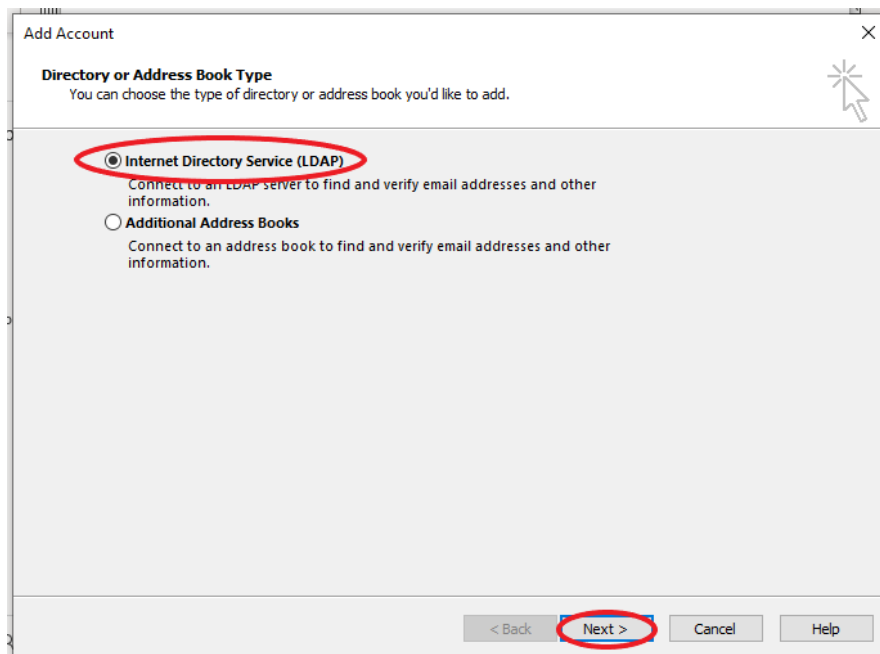 Add Account
Directory or Address Book Type
You can choose the type of directory or address book you'd like to add.
Internet Directory Service (LDAP)
Connect to an LDAP server to find and verify email addresses and other
information.
Additional Address Books
Connect to an address book to find and verify email addresses and other
information.
< Back
Next >
Cancel
Help